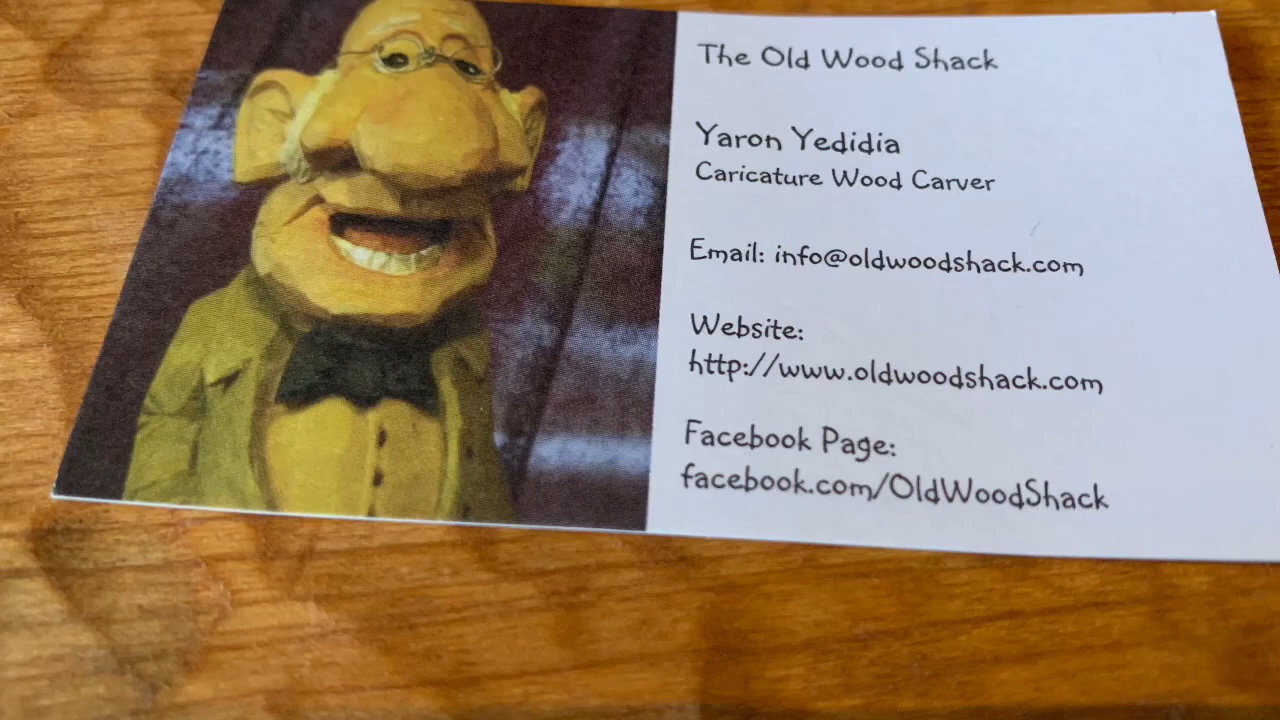 The Old Wood Shack
Yaron Yedidia
Caricature Wood Carver
Email: info@oldwoodshack.com
Website:
http://www.oldwoodshack.com
Facebook Page:
facebook.com/OldWoodShack